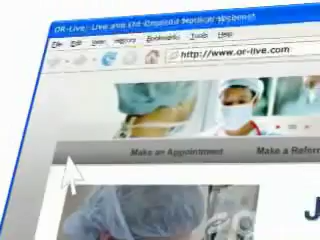 OR-Live - Live and On-Demand Medical Webcast
File Edit View History Bookmarks Tools Help
http://www.or-live.com
Make an Appointment Make a Referr
J